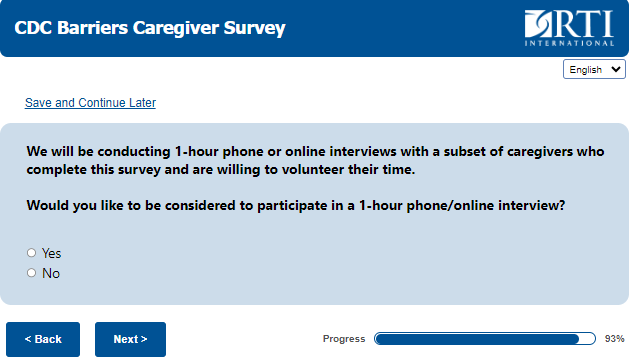 CDC Barriers Caregiver Survey
RTI
INTERNATIONAL
English
Save and Continue Later
We will be conducting 1-hour phone or online interviews with a subset of caregivers who
complete this survey and are willing to volunteer their time.
Would you like to be considered to participate in a 1-hour phone/online interview?
Yes
No
< Back
Next >
Progress
93%